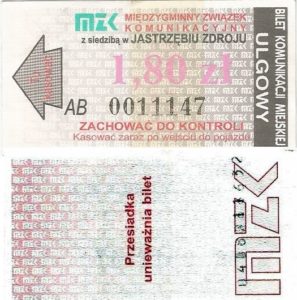 MZK MIĘDZYGMINNY ZWIĄZEK
KOMUNIKACYJNY
z siedzibą w JASTRZĘBIU ZDROJU
1,80 zł
AB 0011147
ZACHOWAĆ DO KONTROLI
Kasować zaraz po wejściu do pojazdu
BILET KOMUNIKACJI MIEJSKIEJ
ULGOWY
Przesiadka
unieważnia bilet
MZK